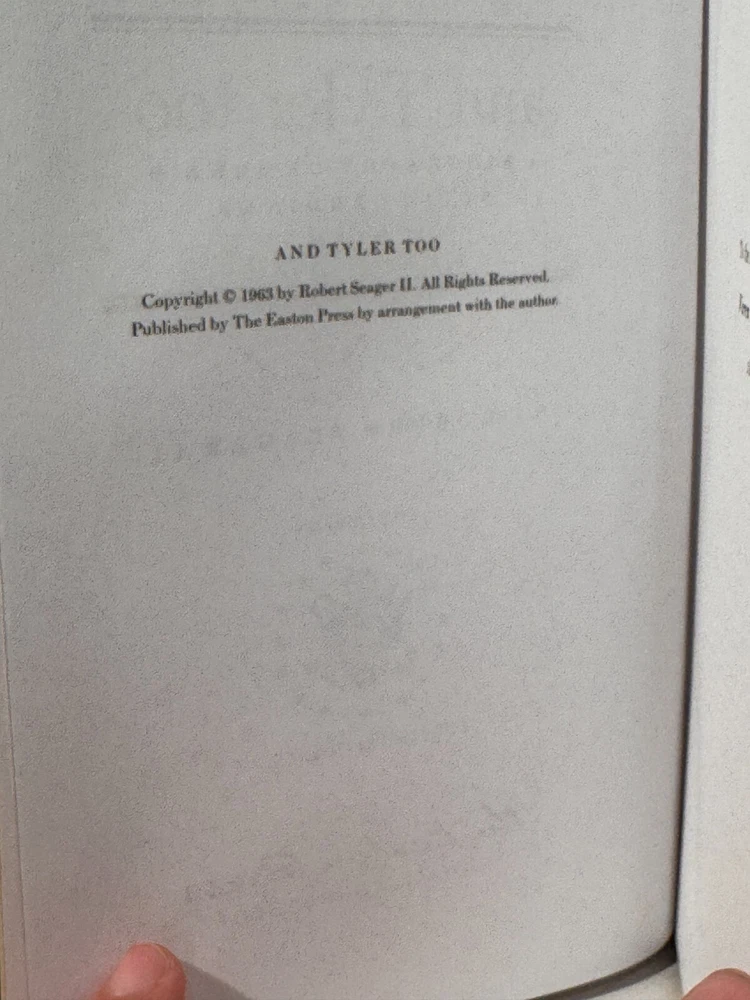 AND TYLER TOO
Copyright © 1963 by Robert Seager II. All Rights Reserved.
Published by The Easton Press by arrangement with the author.